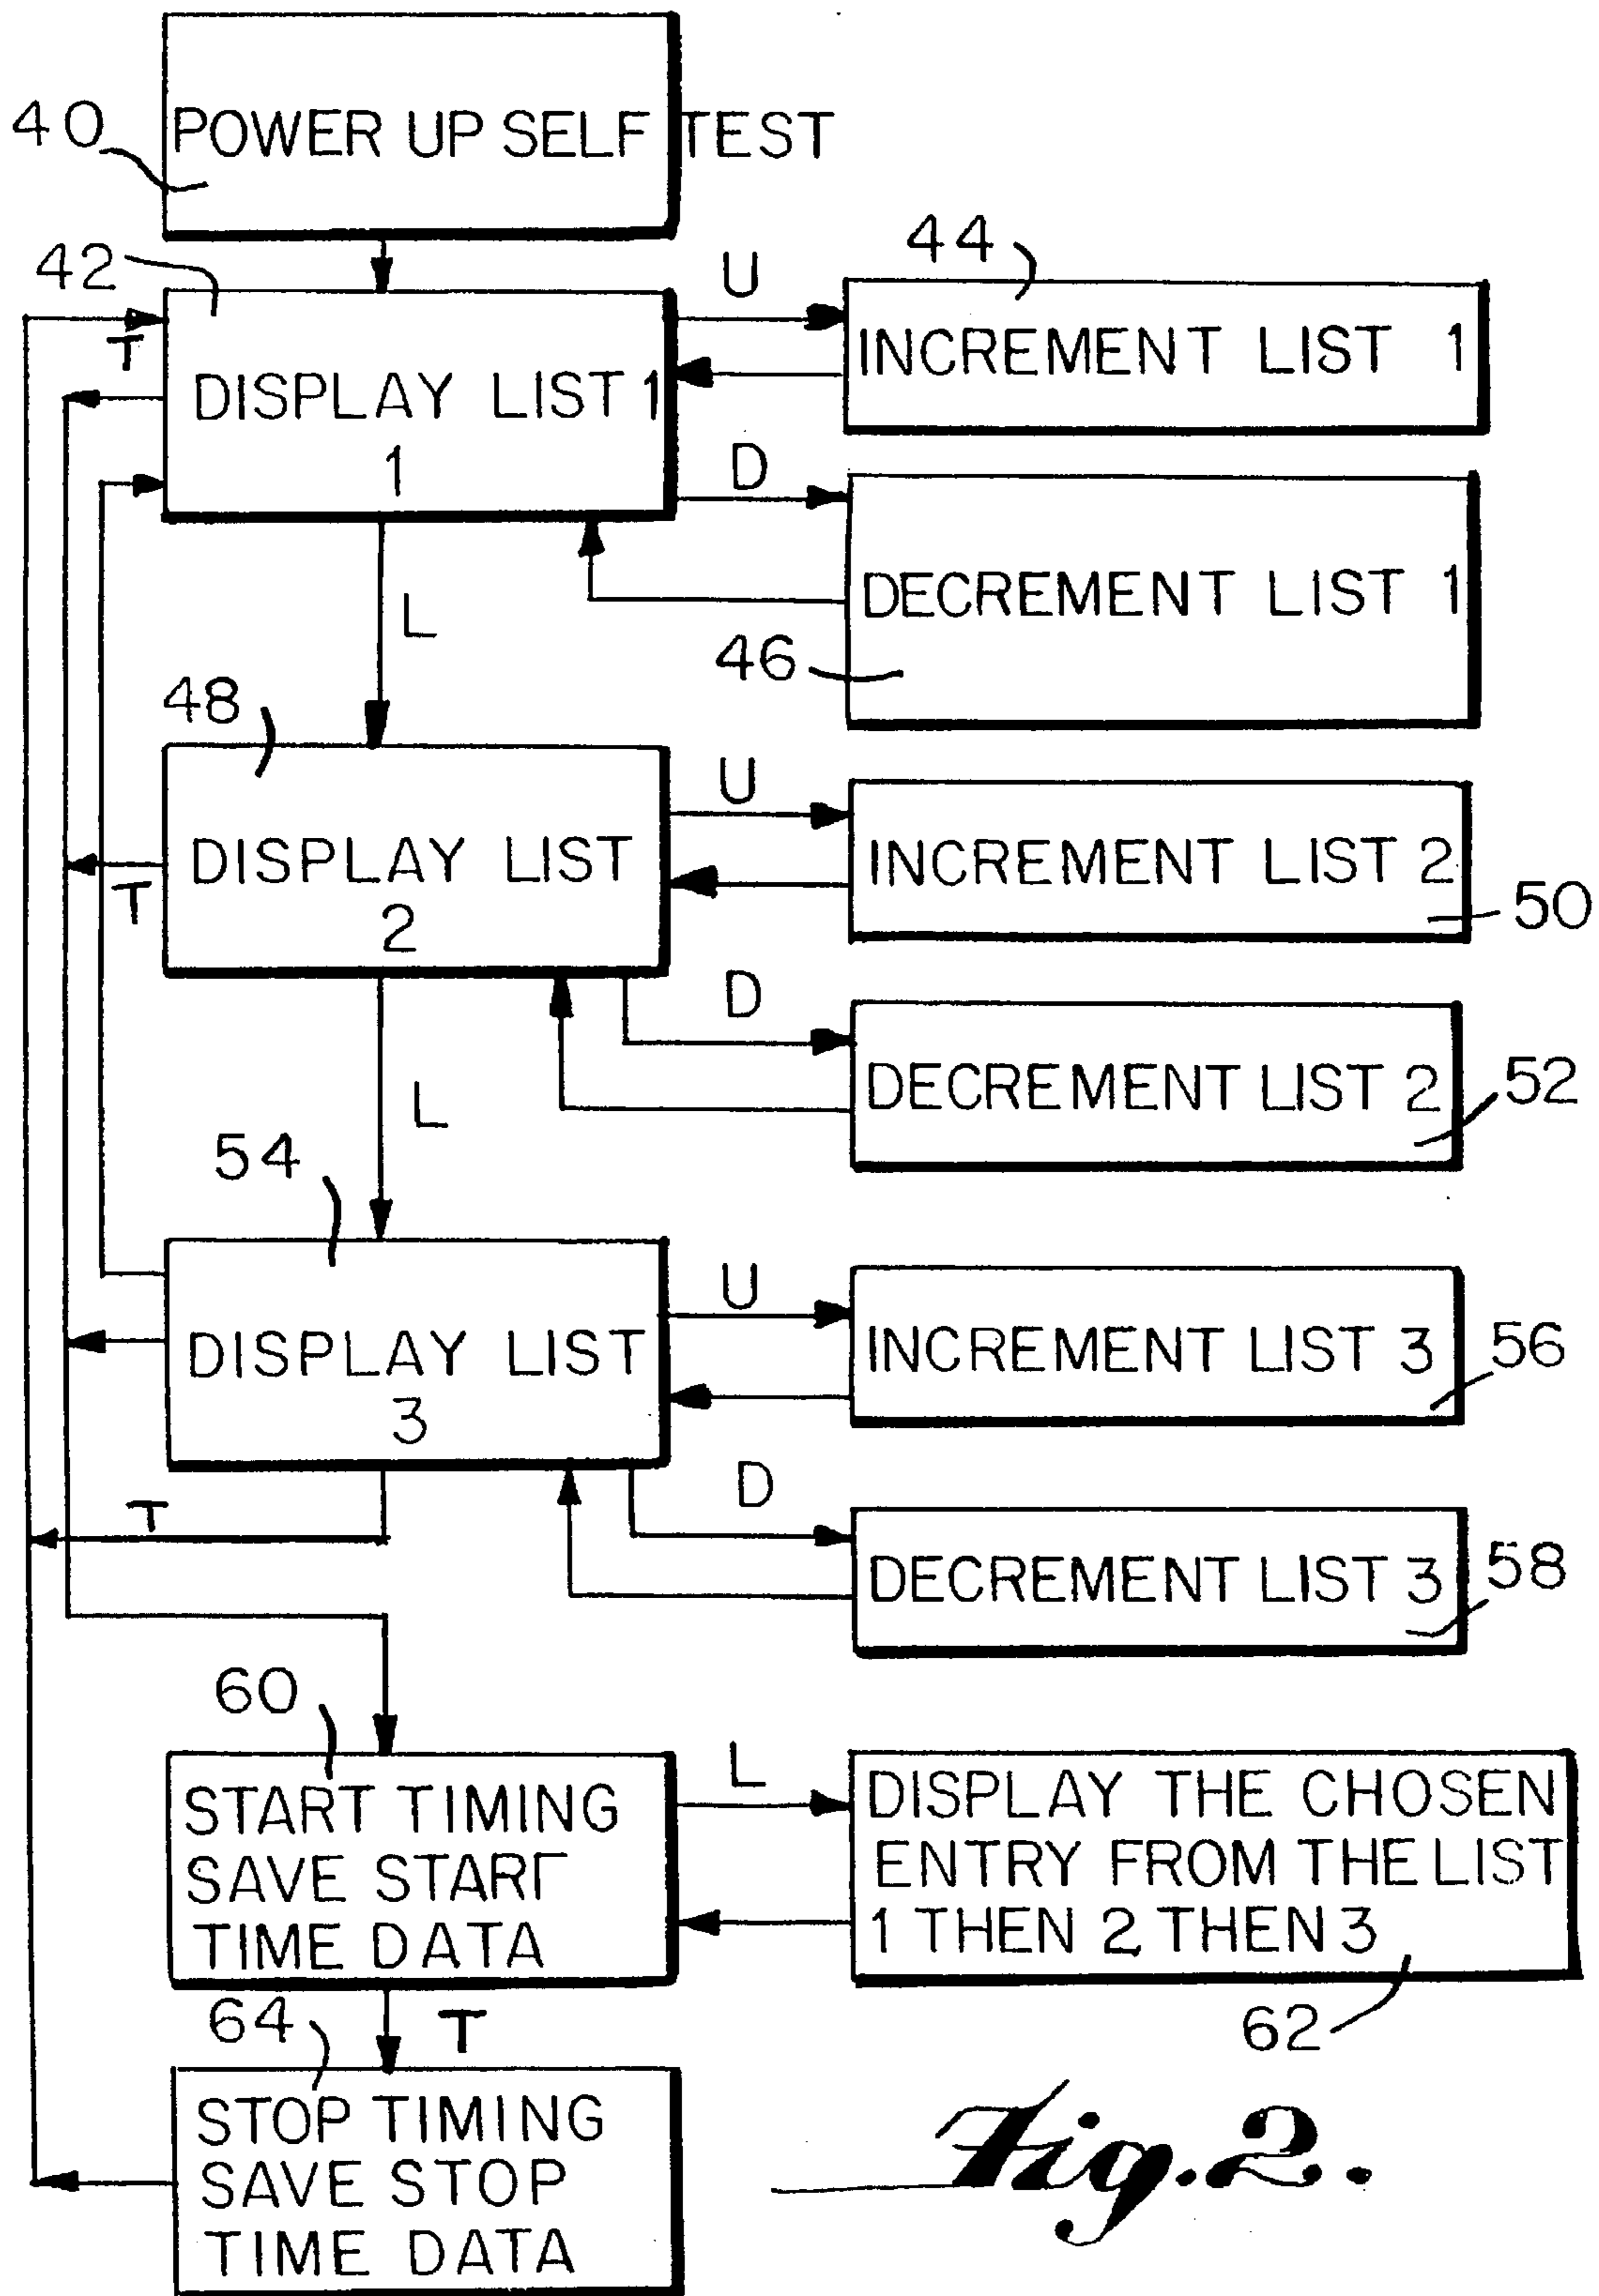 40
POWER UP SELF TEST
42
U
44
T
DISPLAY LIST 1
1
INCREMENT LIST 1
D
DECREMENT LIST 1
46
L
48
U
DISPLAY LIST
2
T
INCREMENT LIST 2
50
D
DECREMENT LIST 2
52
L
54
U
DISPLAY LIST
3
INCREMENT LIST 3
56
T
D
DECREMENT LIST 3
58
60
START TIMING
SAVE START
TIME DATA
L
DISPLAY THE CHOSEN
ENTRY FROM THE LIST
1 THEN 2 THEN 3
62
64
T
STOP TIMING
SAVE STOP
TIME DATA
Fig. 2.